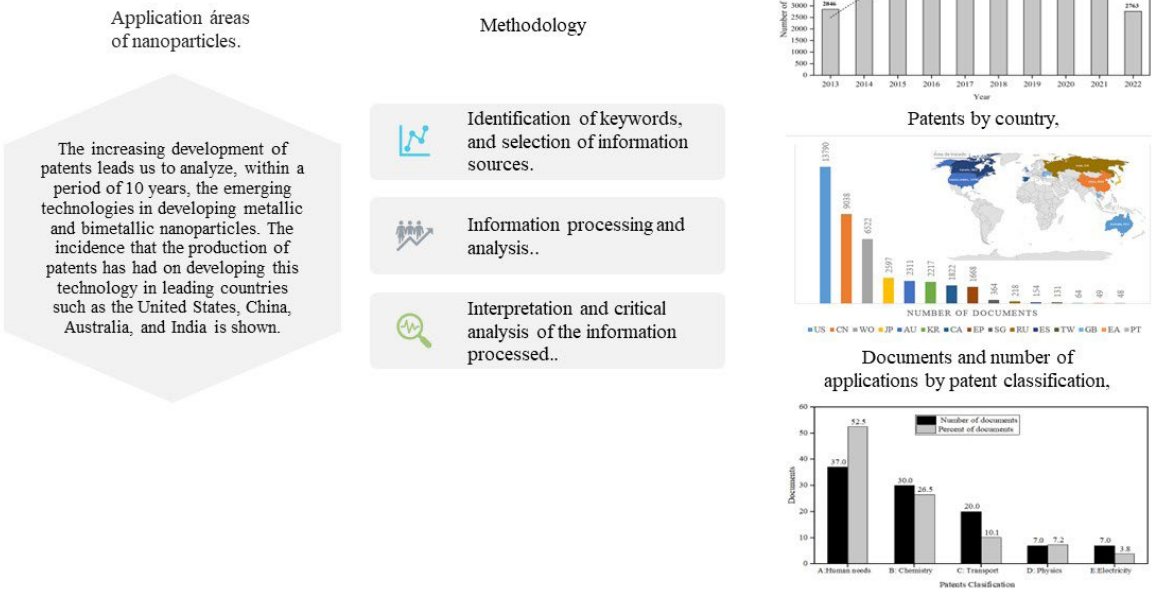 Application áreas
of nanoparticles.
The increasing development of
patents leads us to analyze, within a
period of 10 years, the emerging
technologies in developing metallic
and bimetallic nanoparticles. The
incidence that the production of
patents has had on developing this
technology in leading countries
such as the United States, China,
Australia, and India is shown.
Methodology
Identification of keywords,
and selection of information
sources.
Information processing and
analysis..
Interpretation and critical
analysis of the information
processed..
Number of
3000
2500
2000
1500
1000
500
0
2846
2763
2013 2014 2015 2016 2017 2018 2019 2020 2021 2022
Year
Patents by country,
13790
9038
6522
2597
2311
2217
1822
1668
364
218
154
131
64
49
48
NUMBER OF DOCUMENTS
US CN WO JP AU KR CA EP SG RU ES TW GB EA PT
Documents and number of
applications by patent classification,
Number of documents
Percent of documents
Documents
60
50
40
30
20
10
0
37.0 52.5
30.0 26.5
20.0 10.1
7.0 7.2
7.0 3.8
A:Human needs B: Chemistry C: Transport D: Physics E:Electricity
Patents Clasification